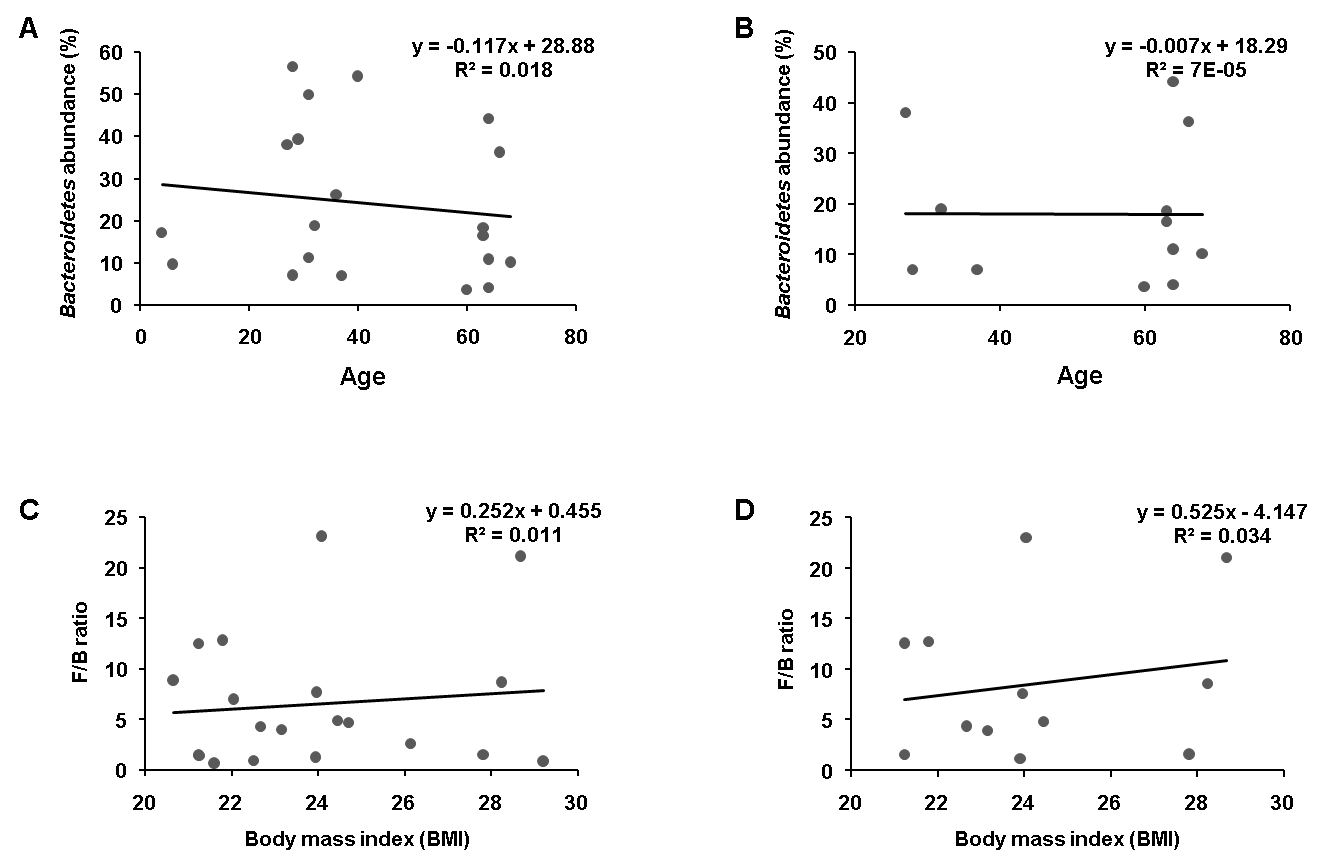 A
y = -0.117x + 28.88
R² = 0.018
Bacteroidetes abundance (%)
60
50
40
30
20
10
0
0 20 40 60 80
Age
B
y = -0.007x + 18.29
R² = 7E-05
Bacteroidetes abundance (%)
50
40
30
20
10
0
20 40 60 80
Age
C
y = 0.252x + 0.455
R² = 0.011
F/B ratio
25
20
15
10
5
0
20 22 24 26 28 30
Body mass index (BMI)
D
y = 0.525x - 4.147
R² = 0.034
F/B ratio
25
20
15
10
5
0
20 22 24 26 28 30
Body mass index (BMI)